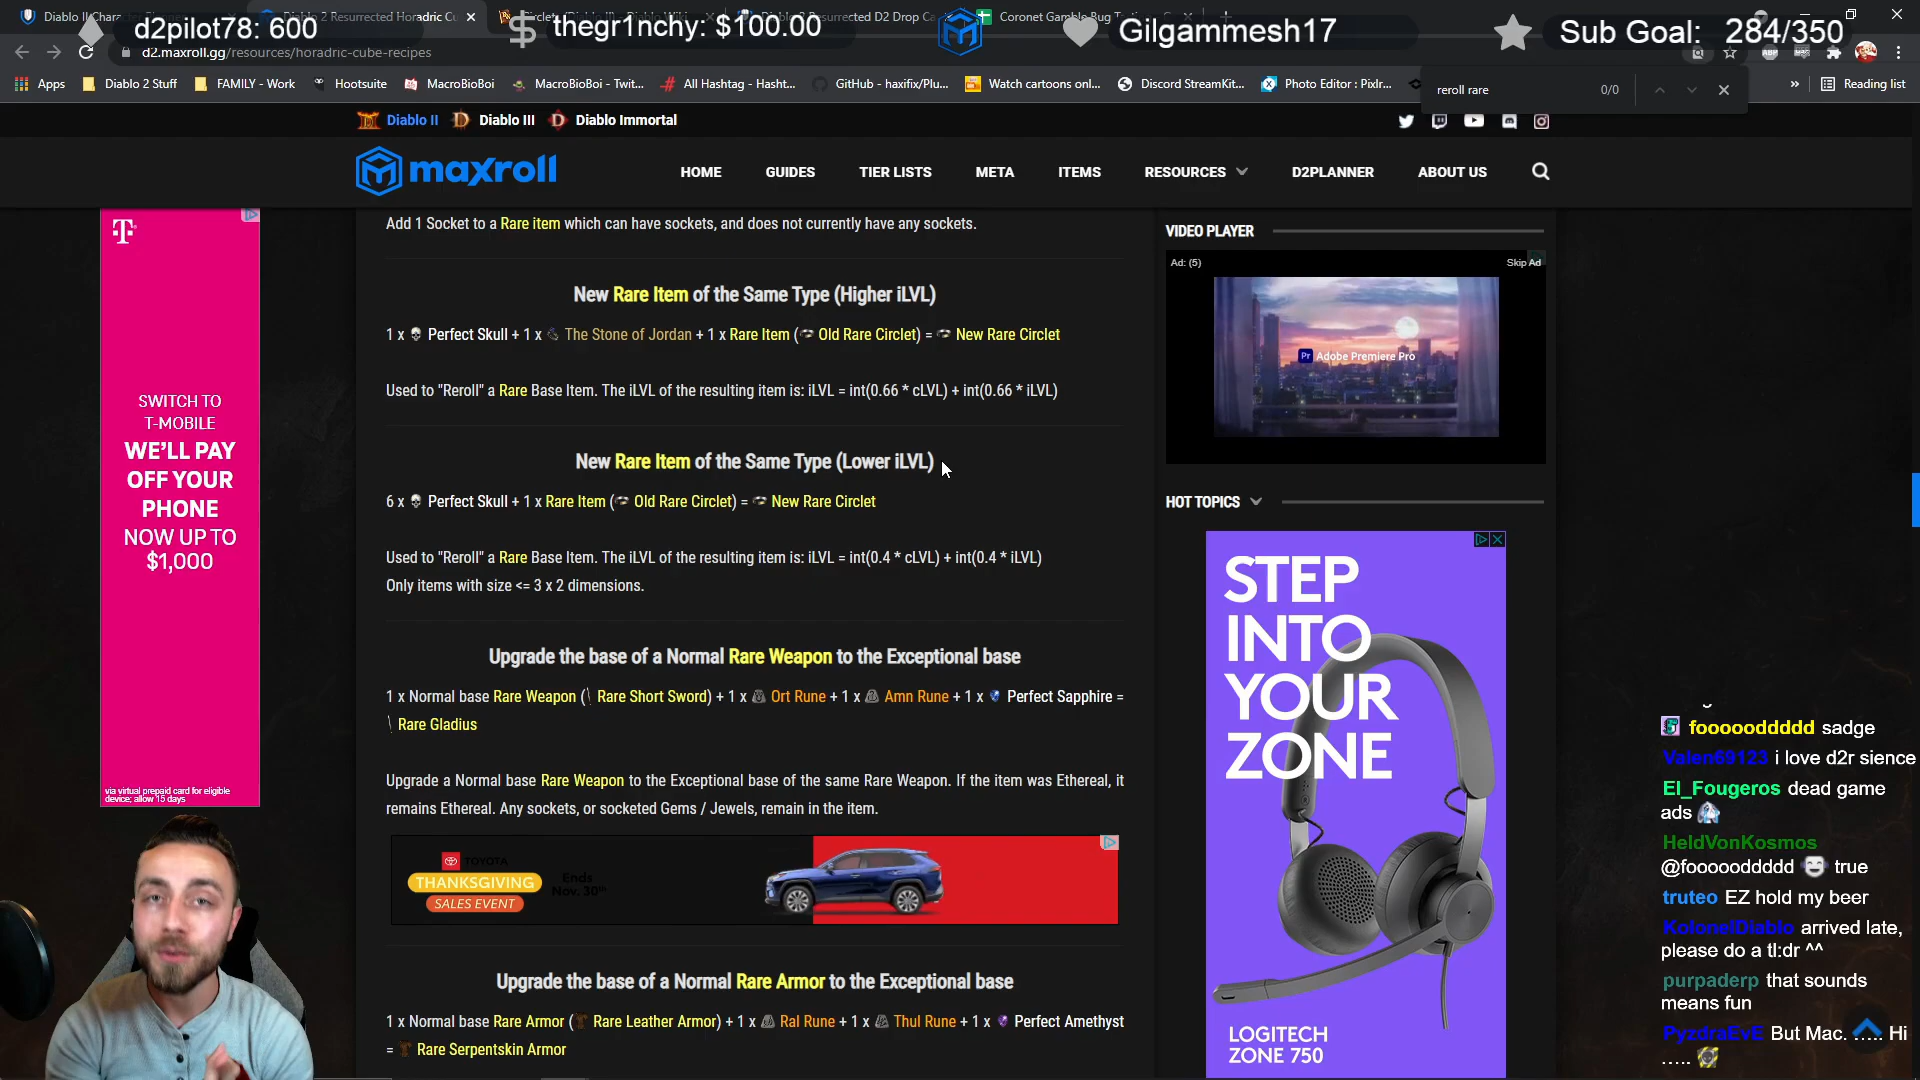 Diablo II Charact
Diablo 2 Resurrected Horadric Cu
Coronet Gamble Bug T
d2pilot78: 600
thegr1nchy: $100.00
Gilgammesh17
Sub Goal: 284/350
d2.maxroll.gg/resources/horadric-cube-recipes
Apps
Diablo 2 Stuff
FAMILY - Work
Hootsuite
MacroBioBoi
MacroBioBoi - Twit...
All Hashtag - Hasht...
GitHub - haxifix/Plu...
Watch cartoons onl...
Discord StreamKit...
Photo Editor : Pixlr...
»
Reading list
reroll rare
0/0
Diablo II
Diablo III
Diablo Immortal
maxroll
HOME
GUIDES
TIER LISTS
META
ITEMS
RESOURCES
D2PLANNER
ABOUT US
Add 1 Socket to a Rare item which can have sockets, and does not currently have any sockets.
New Rare Item of the Same Type (Higher iLVL)
1 x Perfect Skull + 1 x The Stone of Jordan + 1 x Rare Item ( Old Rare Circlet) = New Rare Circlet
Used to "Reroll" a Rare Base Item. The iLVL of the resulting item is: iLVL = int(0.66 * cLVL) + int(0.66 * iLVL)
New Rare Item of the Same Type (Lower iLVL)
6 x Perfect Skull + 1 x Rare Item ( Old Rare Circlet) = New Rare Circlet
Used to "Reroll" a Rare Base Item. The iLVL of the resulting item is: iLVL = int(0.4 * cLVL) + int(0.4 * iLVL)
Only items with size <= 3 x 2 dimensions.
Upgrade the base of a Normal Rare Weapon to the Exceptional base
1 x Normal base Rare Weapon ( Rare Short Sword) + 1 x Ort Rune + 1 x Amn Rune + 1 x Perfect Sapphire =
Rare Gladius
Upgrade a Normal base Rare Weapon to the Exceptional base of the same Rare Weapon. If the item was Ethereal, it
remains Ethereal. Any sockets, or socketed Gems / Jewels, remain in the item.
TOYOTA
THANKSGIVING
SALES EVENT
Ends
Nov. 30th
Upgrade the base of a Normal Rare Armor to the Exceptional base
1 x Normal base Rare Armor ( Rare Leather Armor) + 1 x Ral Rune + 1 x Thul Rune + 1 x Perfect Amethyst
= Rare Serpentskin Armor
T
SWITCH TO
T-MOBILE
WE'LL PAY
OFF YOUR
PHONE
NOW UP TO
$1,000
via virtual prepaid card for eligible
device; allow 15 days
VIDEO PLAYER
Ad: (5)
Skip Ad
Pr Adobe Premiere Pro
HOT TOPICS
STEP
INTO
YOUR
ZONE
LOGITECH
ZONE 750
foooooddddd sadge
Valen69123 i love d2r sience
El_Fougeros dead game
ads
HeldVonKosmos
@foooooddddd true
truteo EZ hold my beer
KolonelDiablo arrived late,
please do a tl:dr ^^
purpaderp that sounds
means fun
PyzdraEvE But Mac. ..... Hi
.....